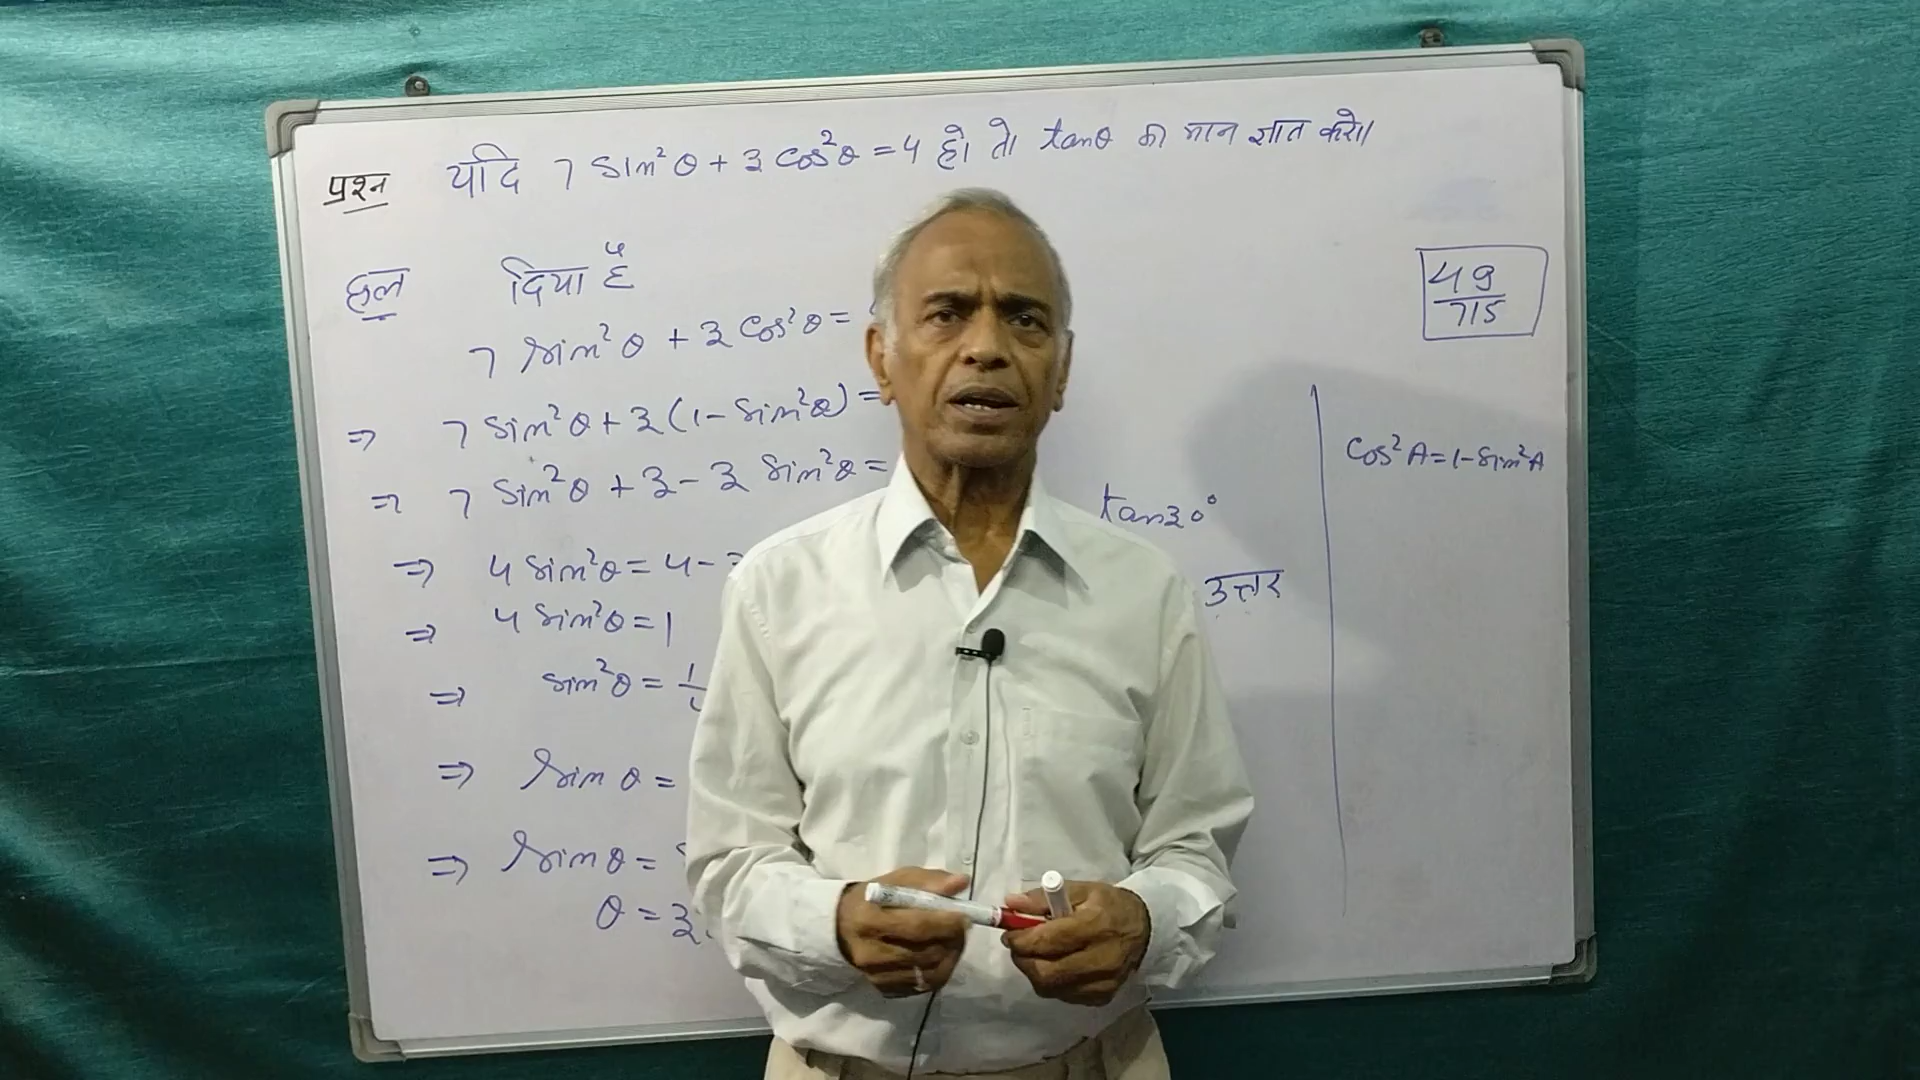 प्रश्न यदि 7 sin²θ + 3 cos²θ = 4 हो तो tanθ का मान ज्ञात करो।
49/715
हल दिया है
7 sin²θ + 3 cos²θ =
⇒ 7 sin²θ + 3(1 - sin²θ) =
⇒ 7 sin²θ + 3 - 3 sin²θ =
⇒ 4 sin²θ = 4 -
⇒ 4 sin²θ = 1
⇒ sin²θ = 1/
⇒ sin θ =
⇒ sin θ =
θ = 3
tan30°
उत्तर
cos²A = 1 - sin²A